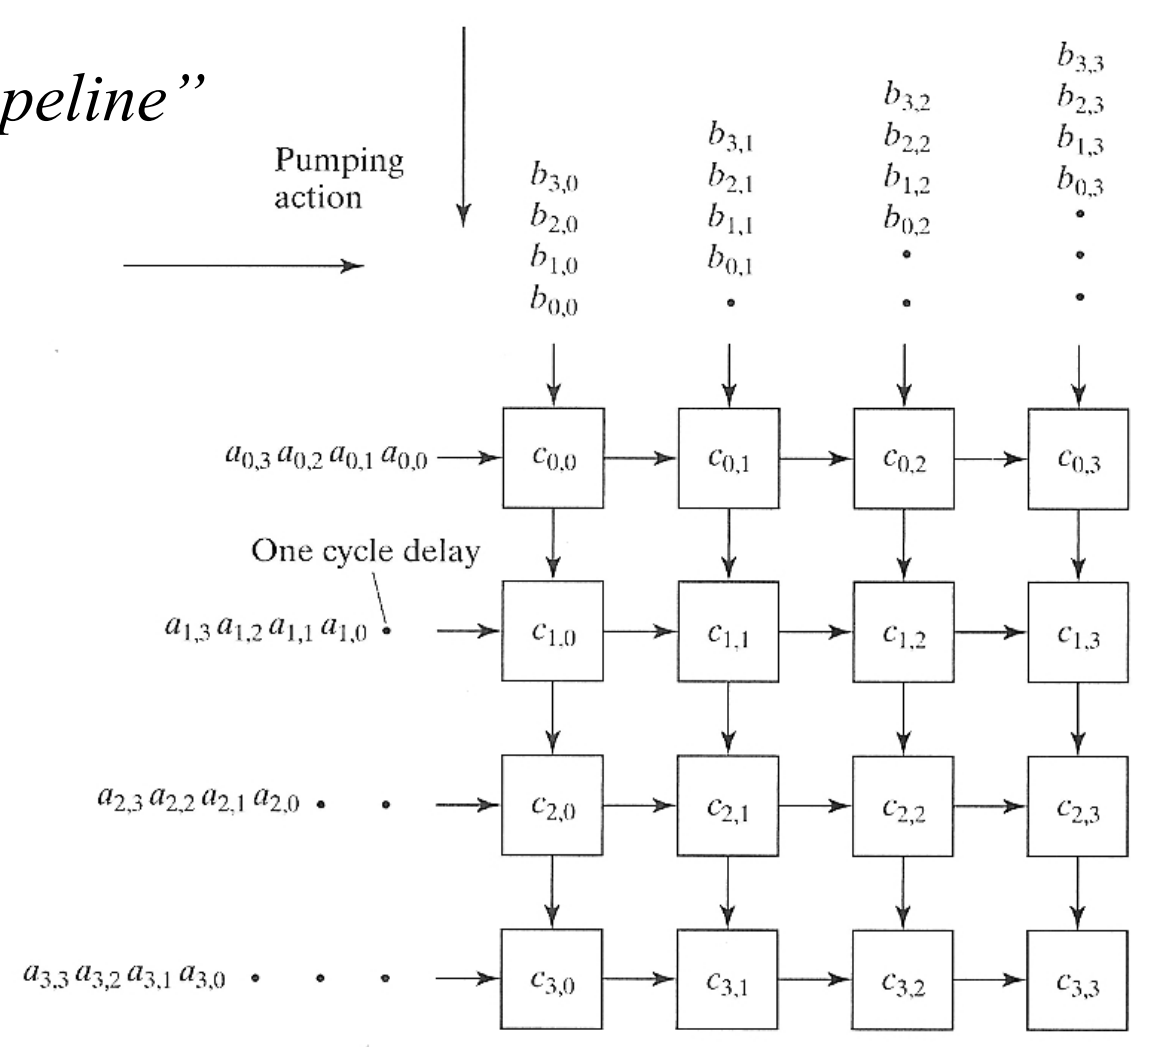 peline”
Pumping
action
b3,0
b2,0
b1,0
b0,0
b3,1
b2,1
b1,1
b0,1
b3,2
b2,2
b1,2
b0,2
b3,3
b2,3
b1,3
b0,3
a0,3 a0,2 a0,1 a0,0
c0,0 c0,1 c0,2 c0,3
One cycle delay
a1,3 a1,2 a1,1 a1,0
c1,0 c1,1 c1,2 c1,3
a2,3 a2,2 a2,1 a2,0
c2,0 c2,1 c2,2 c2,3
a3,3 a3,2 a3,1 a3,0
c3,0 c3,1 c3,2 c3,3